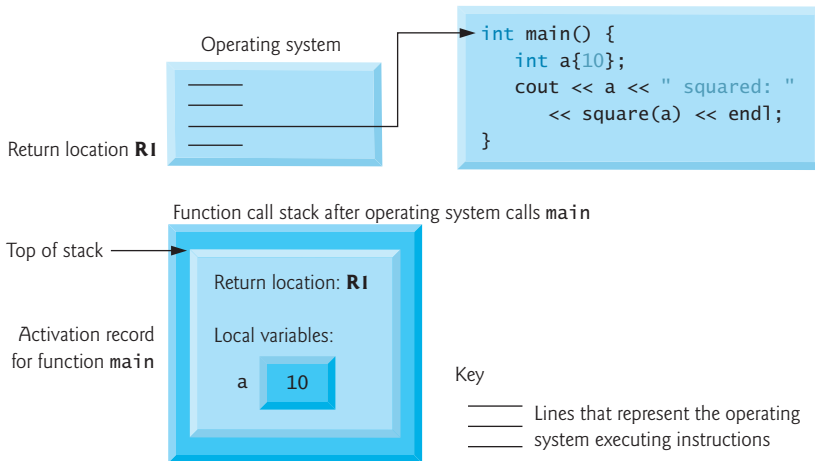 Operating system
int main() {
int a{10};
cout << a << " squared: "
<< square(a) << endl;
}
Return location R1
Function call stack after operating system calls main
Top of stack
Return location: R1
Activation record
for function main
Local variables:
a 10
Key
Lines that represent the operating
system executing instructions